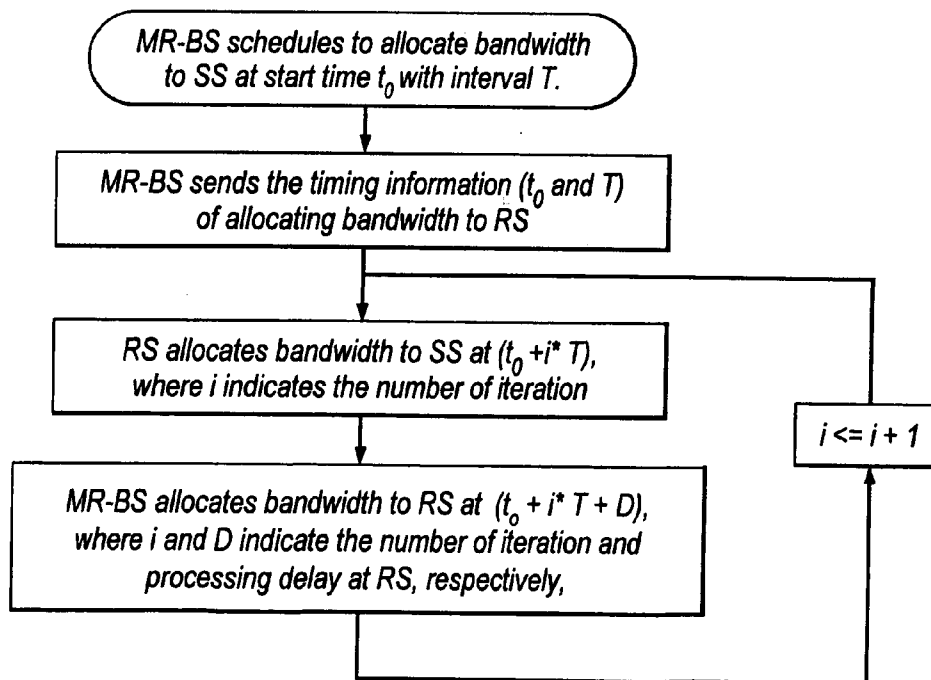 MR-BS schedules to allocate bandwidth
to SS at start time t0 with interval T.
MR-BS sends the timing information (t0 and T)
of allocating bandwidth to RS
RS allocates bandwidth to SS at (t0 +i* T),
where i indicates the number of iteration
i <= i + 1
MR-BS allocates bandwidth to RS at (to + i* T + D),
where i and D indicate the number of iteration and
processing delay at RS, respectively,